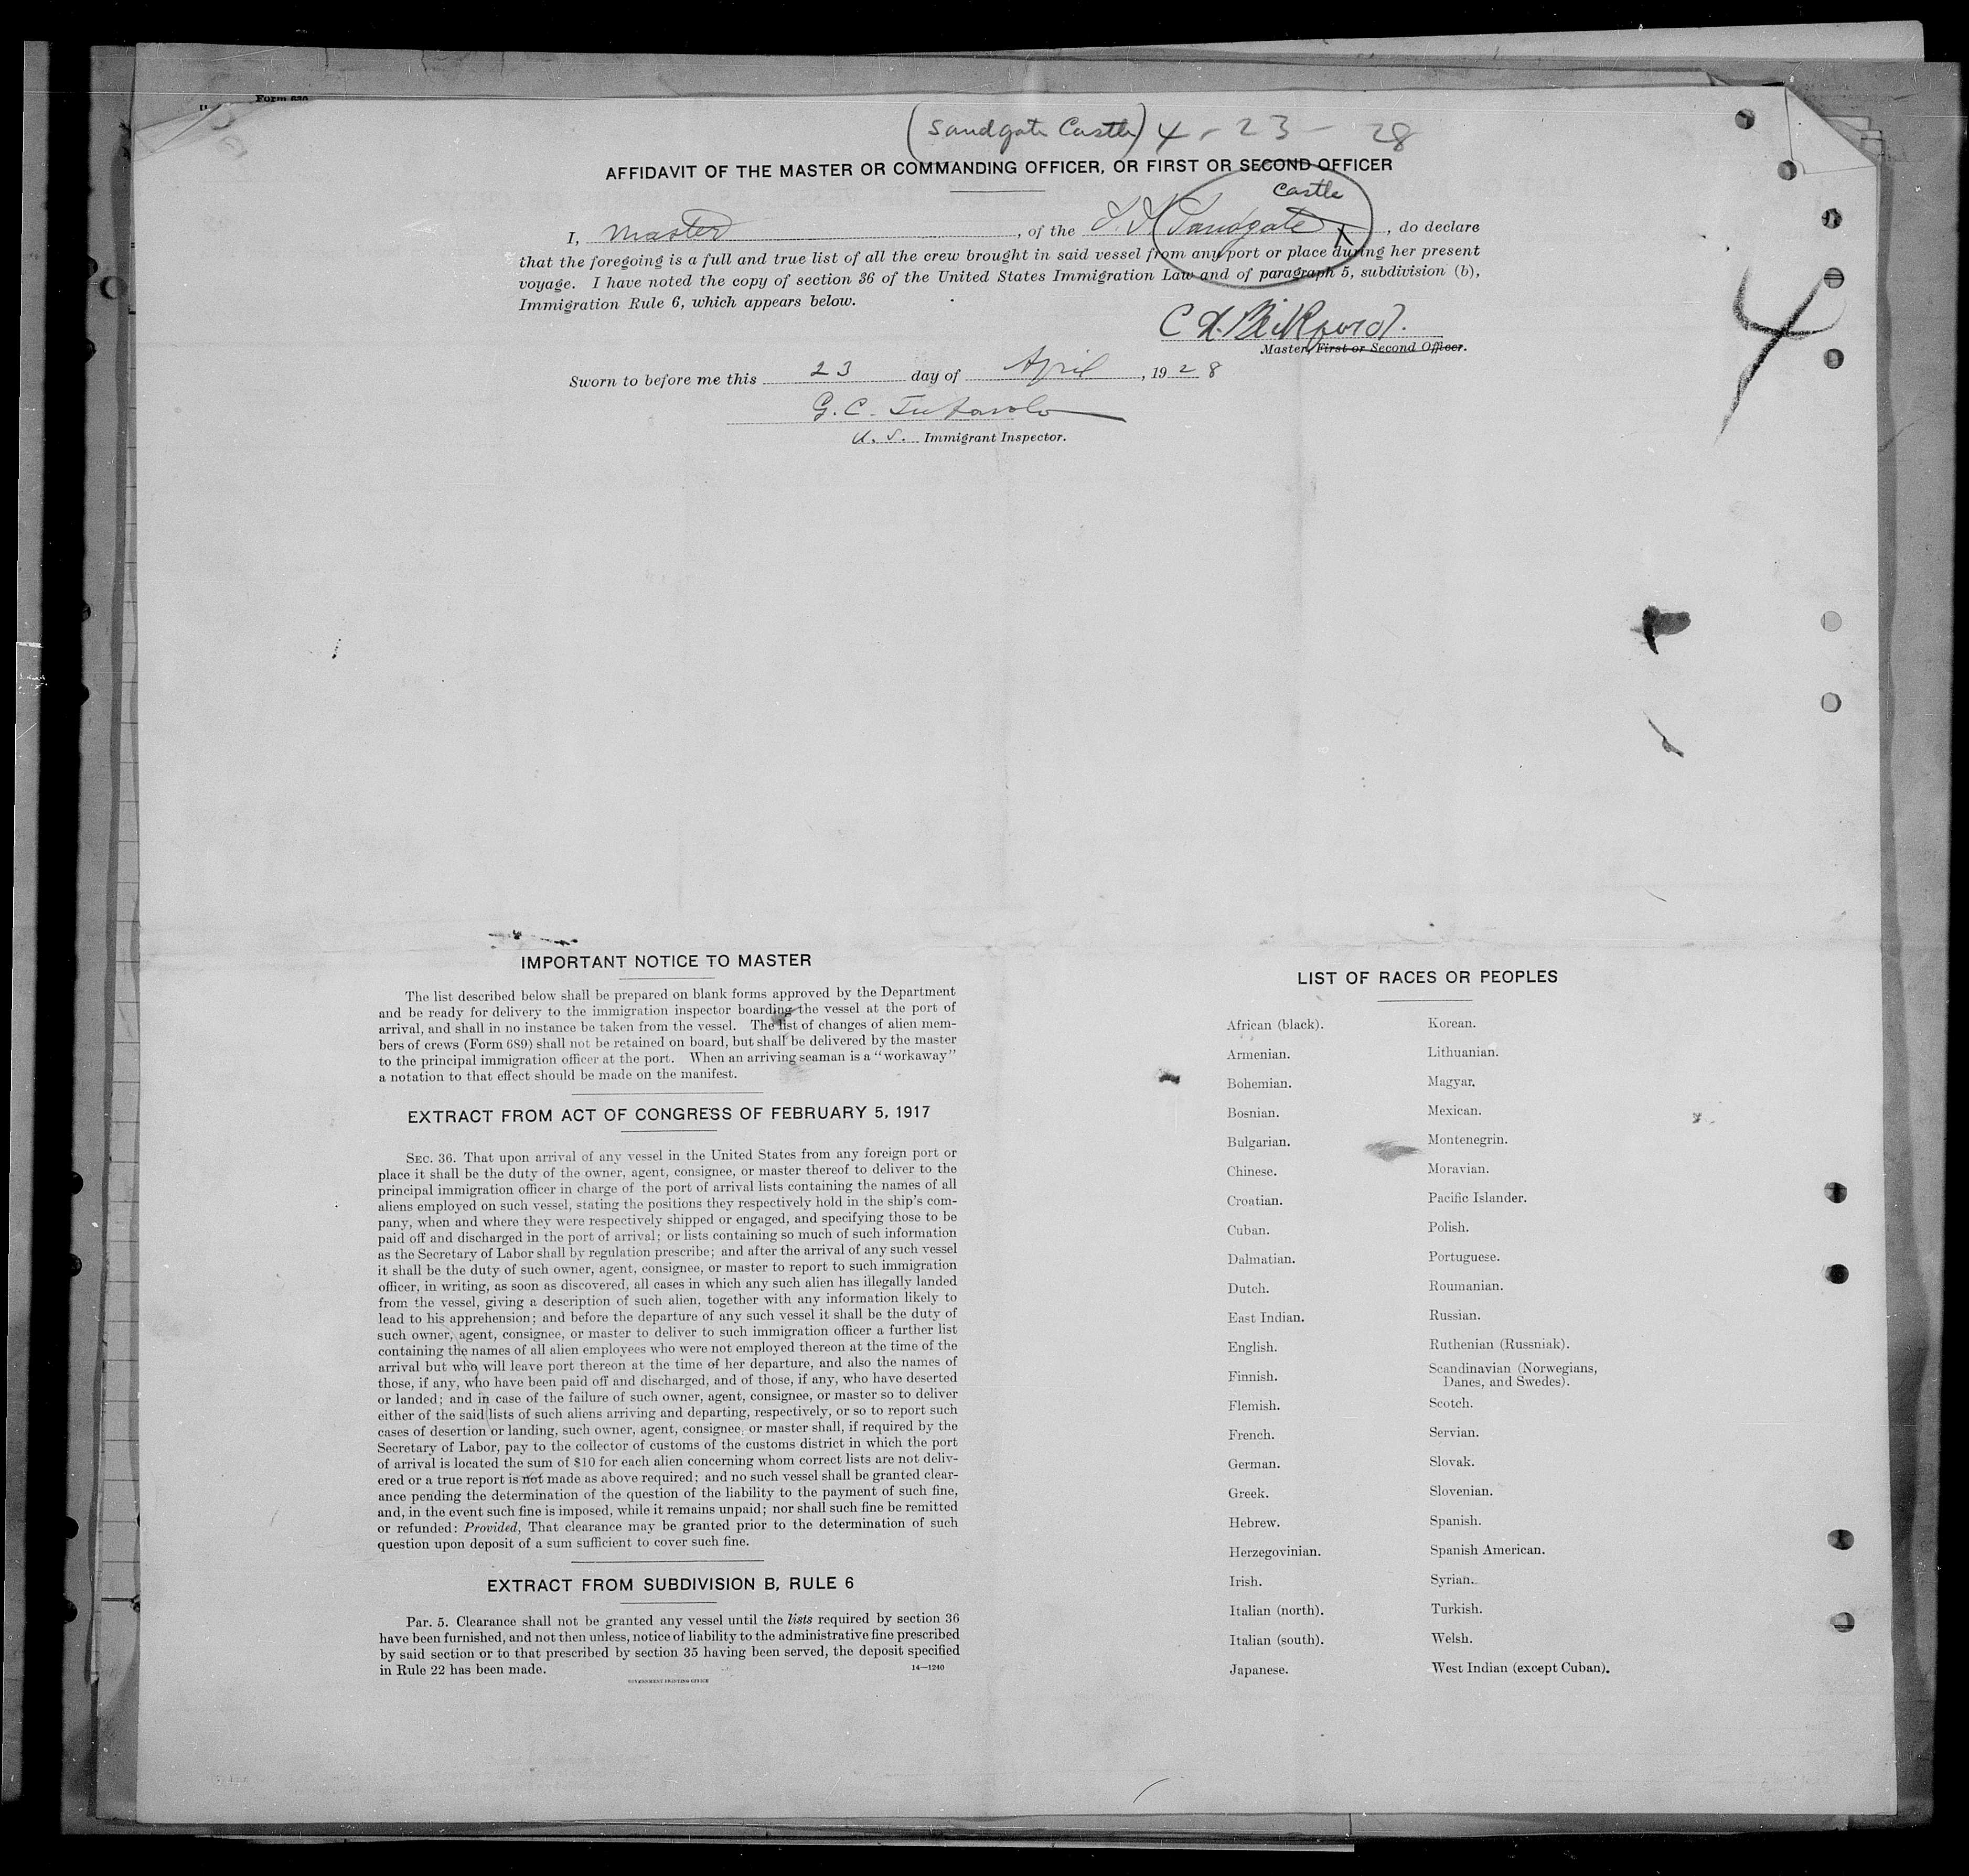 Form 689
(Sandgate Castle) 4-23-28
AFFIDAVIT OF THE MASTER OR COMMANDING OFFICER, OR FIRST OR SECOND OFFICER
Castle
I, Master, of the S.S. Sandgate ^, do declare
that the foregoing is a full and true list of all the crew brought in said vessel from any port or place during her present
voyage. I have noted the copy of section 36 of the United States Immigration Law and of paragraph 5, subdivision (b),
Immigration Rule 6, which appears below.
4
Master, First or Second Officer.
Sworn to before me this 23 day of April, 1928
G. C.
U. S. Immigrant Inspector.
IMPORTANT NOTICE TO MASTER
The list described below shall be prepared on blank forms approved by the Department
and be ready for delivery to the immigration inspector boarding the vessel at the port of
arrival, and shall in no instance be taken from the vessel. The list of changes of alien mem-
bers of crews (Form 689) shall not be retained on board, but shall be delivered by the master
to the principal immigration officer at the port. When an arriving seaman is a "workaway"
a notation to that effect should be made on the manifest.
EXTRACT FROM ACT OF CONGRESS OF FEBRUARY 5, 1917
SEC. 36. That upon arrival of any vessel in the United States from any foreign port or
place it shall be the duty of the owner, agent, consignee, or master thereof to deliver to the
principal immigration officer in charge of the port of arrival lists containing the names of all
aliens employed on such vessel, stating the positions they respectively hold in the ship's com-
pany, when and where they were respectively shipped or engaged, and specifying those to be
paid off and discharged in the port of arrival; or lists containing so much of such information
as the Secretary of Labor shall by regulation prescribe; and after the arrival of any such vessel
it shall be the duty of such owner, agent, consignee, or master to report to such immigration
officer, in writing, as soon as discovered, all cases in which any such alien has illegally landed
from the vessel, giving a description of such alien, together with any information likely to
lead to his apprehension; and before the departure of any such vessel it shall be the duty of
such owner, agent, consignee, or master to deliver to such immigration officer a further list
containing the names of all alien employees who were not employed thereon at the time of the
arrival but who will leave port thereon at the time of her departure, and also the names of
those, if any, who have been paid off and discharged, and of those, if any, who have deserted
or landed; and in case of the failure of such owner, agent, consignee, or master so to deliver
either of the said lists of such aliens arriving and departing, respectively, or so to report such
cases of desertion or landing, such owner, agent, consignee, or master shall, if required by the
Secretary of Labor, pay to the collector of customs of the customs district in which the port
of arrival is located the sum of $10 for each alien concerning whom correct lists are not deliv-
ered or a true report is not made as above required; and no such vessel shall be granted clear-
ance pending the determination of the question of the liability to the payment of such fine,
and, in the event such fine is imposed, while it remains unpaid; nor shall such fine be remitted
or refunded: Provided, That clearance may be granted prior to the determination of such
question upon deposit of a sum sufficient to cover such fine.
EXTRACT FROM SUBDIVISION B, RULE 6
Par. 5. Clearance shall not be granted any vessel until the lists required by section 36
have been furnished, and not then unless, notice of liability to the administrative fine prescribed
by said section or to that prescribed by section 35 having been served, the deposit specified
in Rule 22 has been made.
14—1240
GOVERNMENT PRINTING OFFICE
LIST OF RACES OR PEOPLES
African (black).
Armenian.
Bohemian.
Bosnian.
Bulgarian.
Chinese.
Croatian.
Cuban.
Dalmatian.
Dutch.
East Indian.
English.
Finnish.
Flemish.
French.
German.
Greek.
Hebrew.
Herzegovinian.
Irish.
Italian (north).
Italian (south).
Japanese.
Korean.
Lithuanian.
Magyar.
Mexican.
Montenegrin.
Moravian.
Pacific Islander.
Polish.
Portuguese.
Roumanian.
Russian.
Ruthenian (Russniak).
Scandinavian (Norwegians,
Danes, and Swedes).
Scotch.
Servian.
Slovak.
Slovenian.
Spanish.
Spanish American.
Syrian.
Turkish.
Welsh.
West Indian (except Cuban).